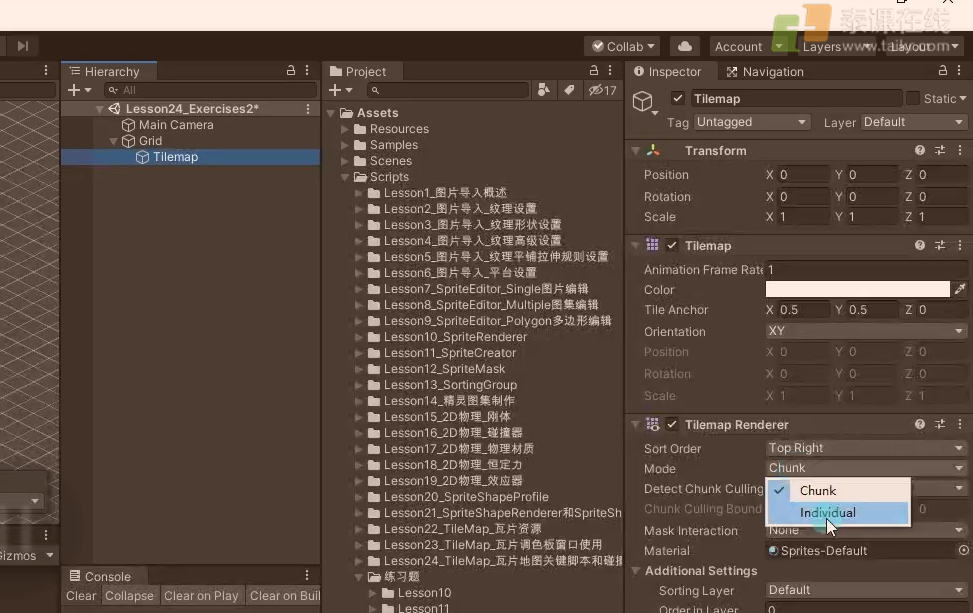 泰课在线
www.taikr.com
Collab
Account
Layers
Layout
Hierarchy
All
Lesson24_Exercises2*
Main Camera
Grid
Tilemap
Gizmos
Console
Clear
Collapse
Clear on Play
Clear on Buil
Project
17
Assets
Resources
Samples
Scenes
Scripts
Lesson1_图片导入概述
Lesson2_图片导入_纹理设置
Lesson3_图片导入_纹理形状设置
Lesson4_图片导入_纹理高级设置
Lesson5_图片导入_纹理平铺拉伸规则设置
Lesson6_图片导入_平台设置
Lesson7_SpriteEditor_Single图片编辑
Lesson8_SpriteEditor_Multiple图集编辑
Lesson9_SpriteEditor_Polygon多边形编辑
Lesson10_SpriteRenderer
Lesson11_SpriteCreator
Lesson12_SpriteMask
Lesson13_SortingGroup
Lesson14_精灵图集制作
Lesson15_2D物理_刚体
Lesson16_2D物理_碰撞器
Lesson17_2D物理_物理材质
Lesson18_2D物理_恒定力
Lesson19_2D物理_效应器
Lesson20_SpriteShapeProfile
Lesson21_SpriteShapeRenderer和SpriteSh
Lesson22_TileMap_瓦片资源
Lesson23_TileMap_瓦片调色板窗口使用
Lesson24_TileMap_瓦片地图关键脚本和碰撞
练习题
Lesson10
Lesson11
Inspector
Navigation
Tilemap
Static
Tag Untagged Layer Default
Transform
Position X 0 Y 0 Z 0
Rotation X 0 Y 0 Z 0
Scale X 1 Y 1 Z 1
Tilemap
Animation Frame Rate 1
Color
Tile Anchor X 0.5 Y 0.5 Z 0
Orientation XY
Position X 0 Y 0 Z 0
Rotation X 0 Y 0 Z 0
Scale X 1 Y 1 Z 1
Tilemap Renderer
Sort Order Top Right
Mode Chunk
Chunk
Individual
Detect Chunk Culling
Chunk Culling Bound 0
Mask Interaction None
Material Sprites-Default
Additional Settings
Sorting Layer Default
Order in Layer 0